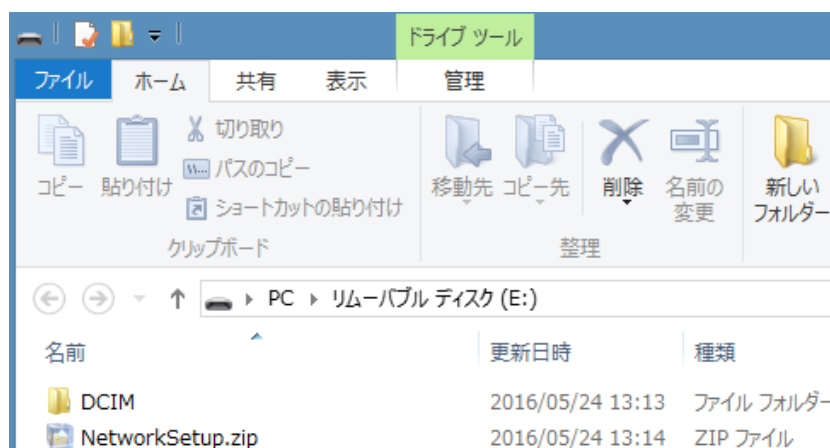 ドライブ ツール
ファイル ホーム 共有 表示 管理
コピー 貼り付け 切り取り
パスのコピー
ショートカットの貼り付け
移動先 コピー先 削除 名前の変更 新しいフォルダー
クリップボード 整理
PC リムーバブル ディスク (E:)
名前 更新日時 種類
DCIM 2016/05/24 13:13 ファイル フォルダー
NetworkSetup.zip 2016/05/24 13:14 ZIP ファイル